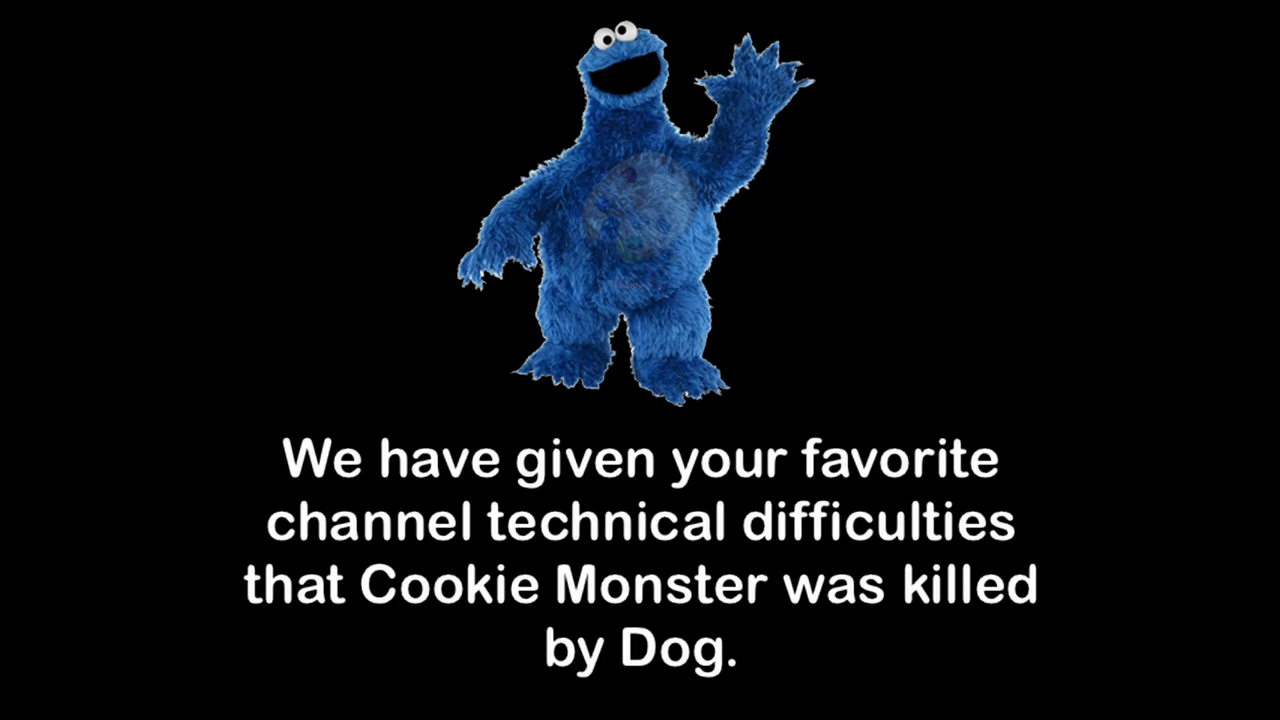 We have given your favorite
channel technical difficulties
that Cookie Monster was killed
by Dog.